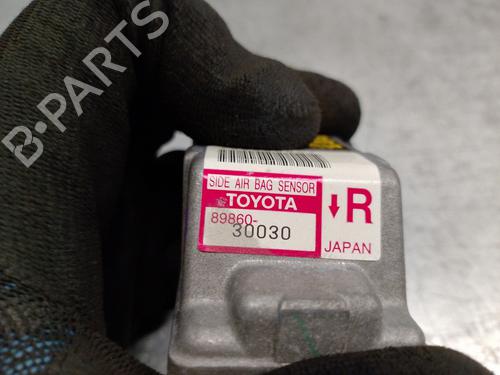 B-PARTS
SIDE AIR BAG SENSOR
TOYOTA
89860-
30030
↓R
JAPAN